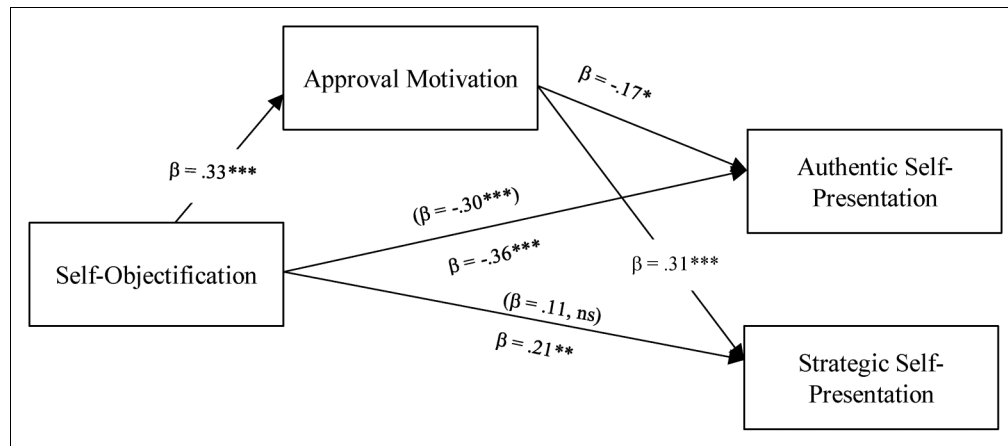 Approval Motivation
β = -.17*
Authentic Self-
Presentation
β = .33***
(β = -.30***)
β = -.36***
β = .31***
Self-Objectification
(β = .11, ns)
β = .21**
Strategic Self-
Presentation